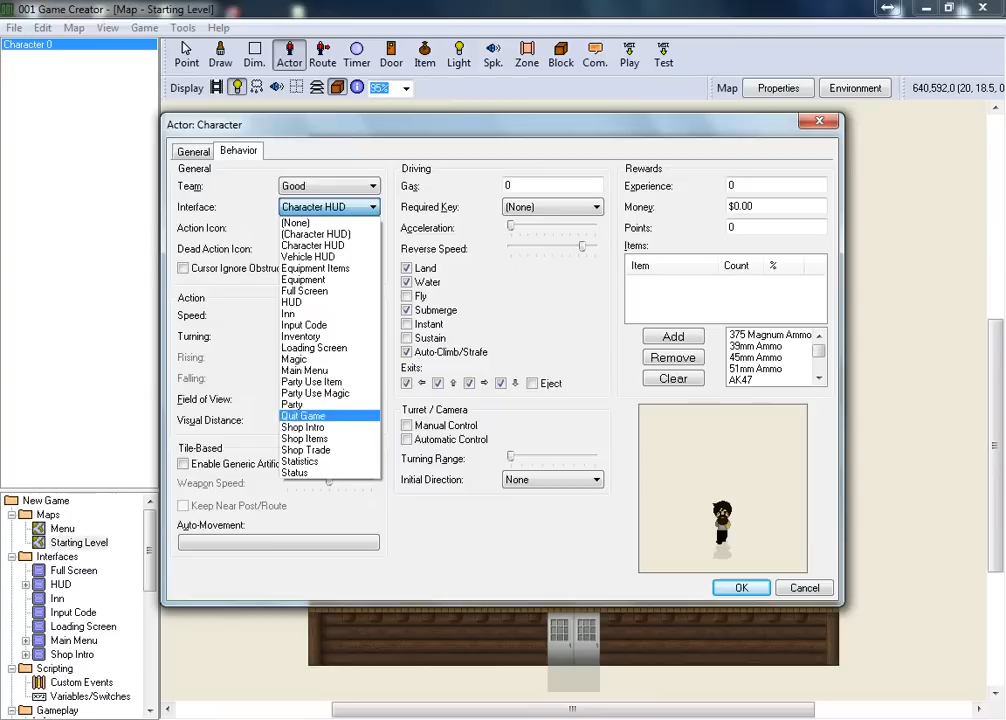 001 Game Creator - [Map - Starting Level]
File Edit Map View Game Tools Help
Character 0
Point Draw Dim. Actor Route Timer Door Item Light Spk. Zone Block Com. Play Test
Display 95% Map Properties Environment 640,592,0 (20, 18.5, 0
Actor: Character
General Behavior
General
Team: Good
Interface: Character HUD
Action Icon:
Dead Action Icon:
Cursor Ignore Obstruc
Action
Speed:
Turning:
Rising:
Falling:
Field of View:
Visual Distance:
Tile-Based
Enable Generic Artific
Weapon Speed:
Keep Near Post/Route
Auto-Movement:
(None)
(Character HUD)
Character HUD
Vehicle HUD
Equipment Items
Equipment
Full Screen
HUD
Inn
Input Code
Inventory
Loading Screen
Magic
Main Menu
Party Use Item
Party Use Magic
Party
Quit Game
Shop Intro
Shop Items
Shop Trade
Statistics
Status
Driving
Gas: 0
Required Key: (None)
Acceleration:
Reverse Speed:
Land
Water
Fly
Submerge
Instant
Sustain
Auto-Climb/Strafe
Exits:
Eject
Turret / Camera
Manual Control
Automatic Control
Turning Range:
Initial Direction: None
Rewards
Experience: 0
Money: $0.00
Points: 0
Items:
Item Count %
Add
Remove
Clear
375 Magnum Ammo
39mm Ammo
45mm Ammo
51mm Ammo
AK47
OK Cancel
New Game
Maps
Menu
Starting Level
Interfaces
Full Screen
HUD
Inn
Input Code
Loading Screen
Main Menu
Shop Intro
Scripting
Custom Events
Variables/Switches
Gameplay